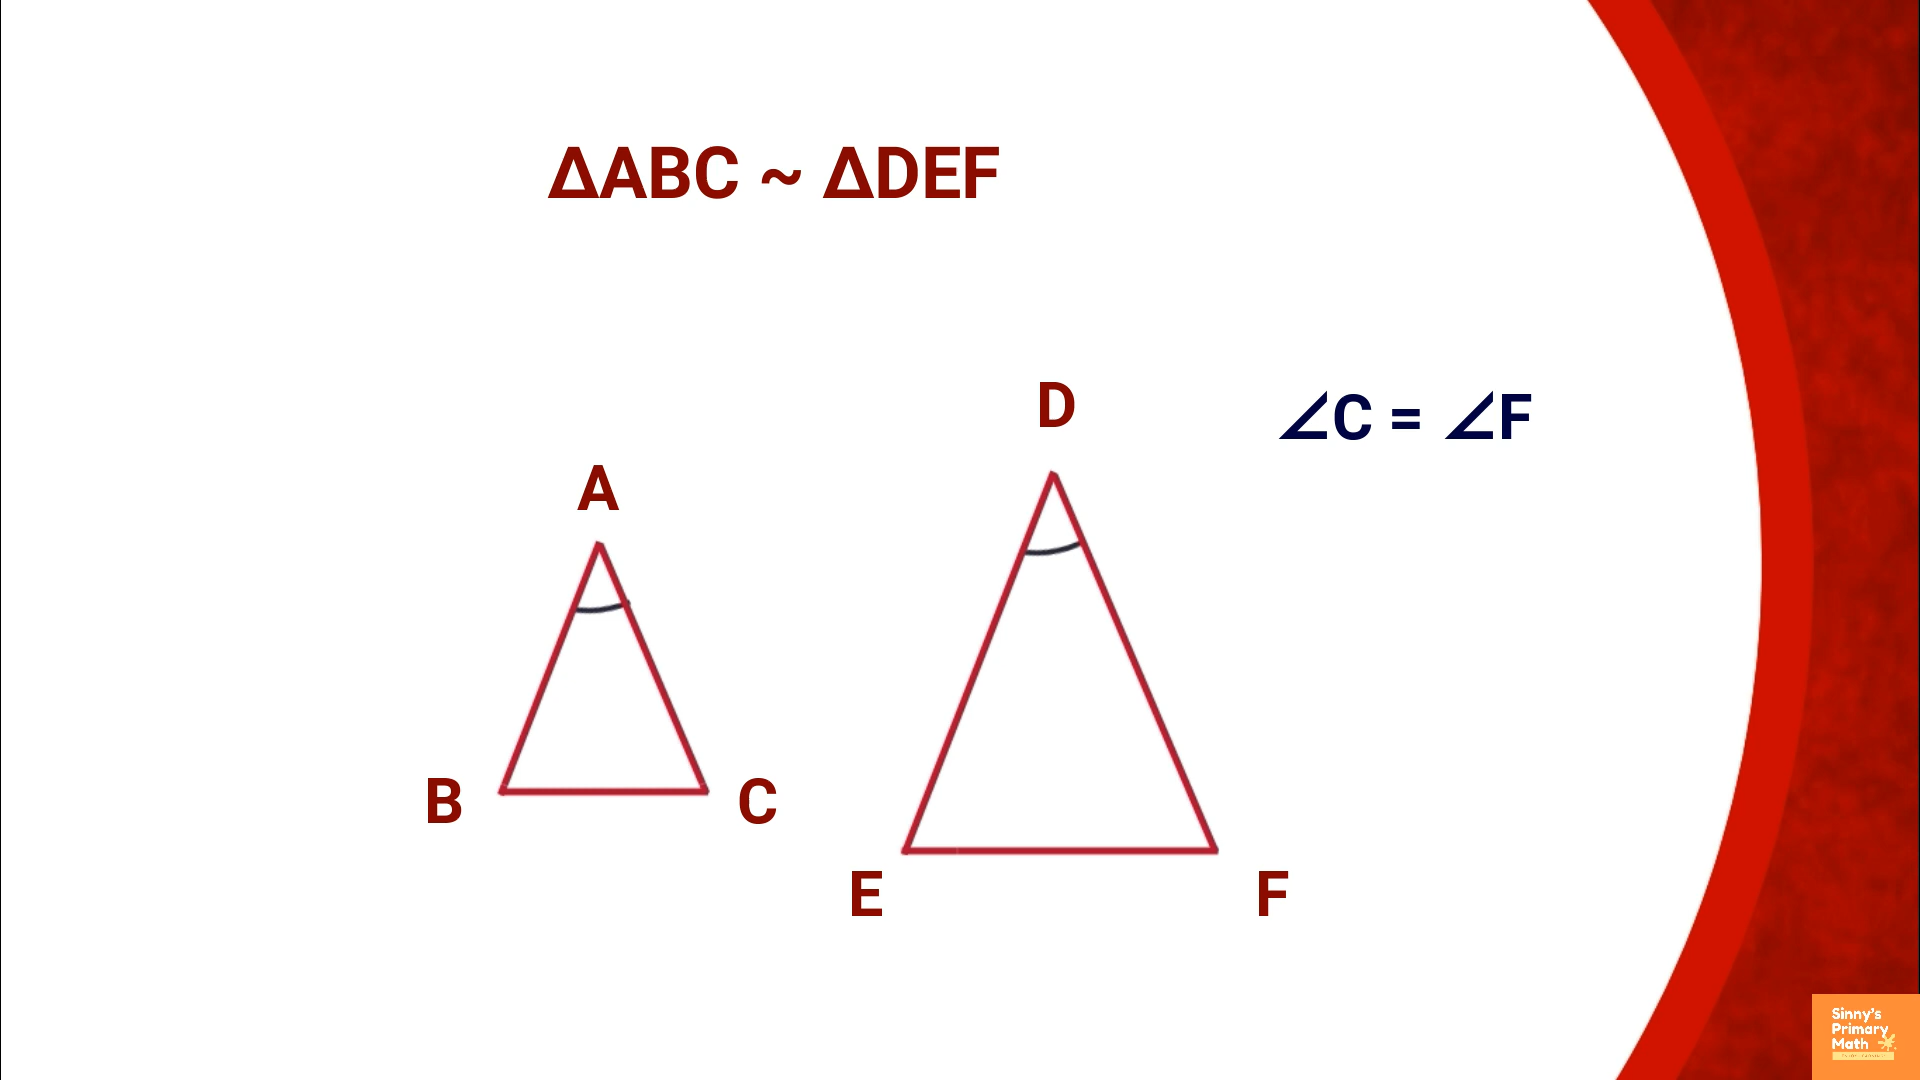 ΔABC ~ ΔDEF
D
∠C = ∠F
A
B
C
E
F
Sinny's
Primary
Math